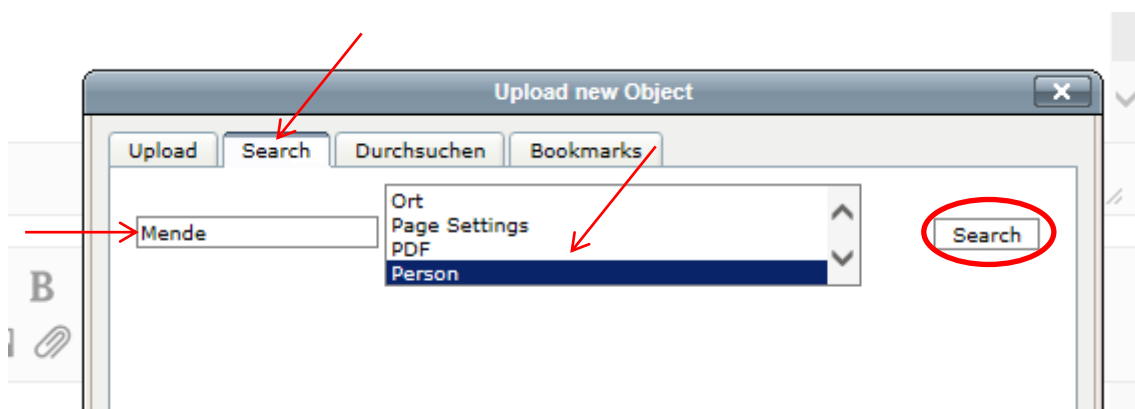 Upload new Object
Upload Search Durchsuchen Bookmarks
Ort
Page Settings
Mende Search
PDF
Person
B